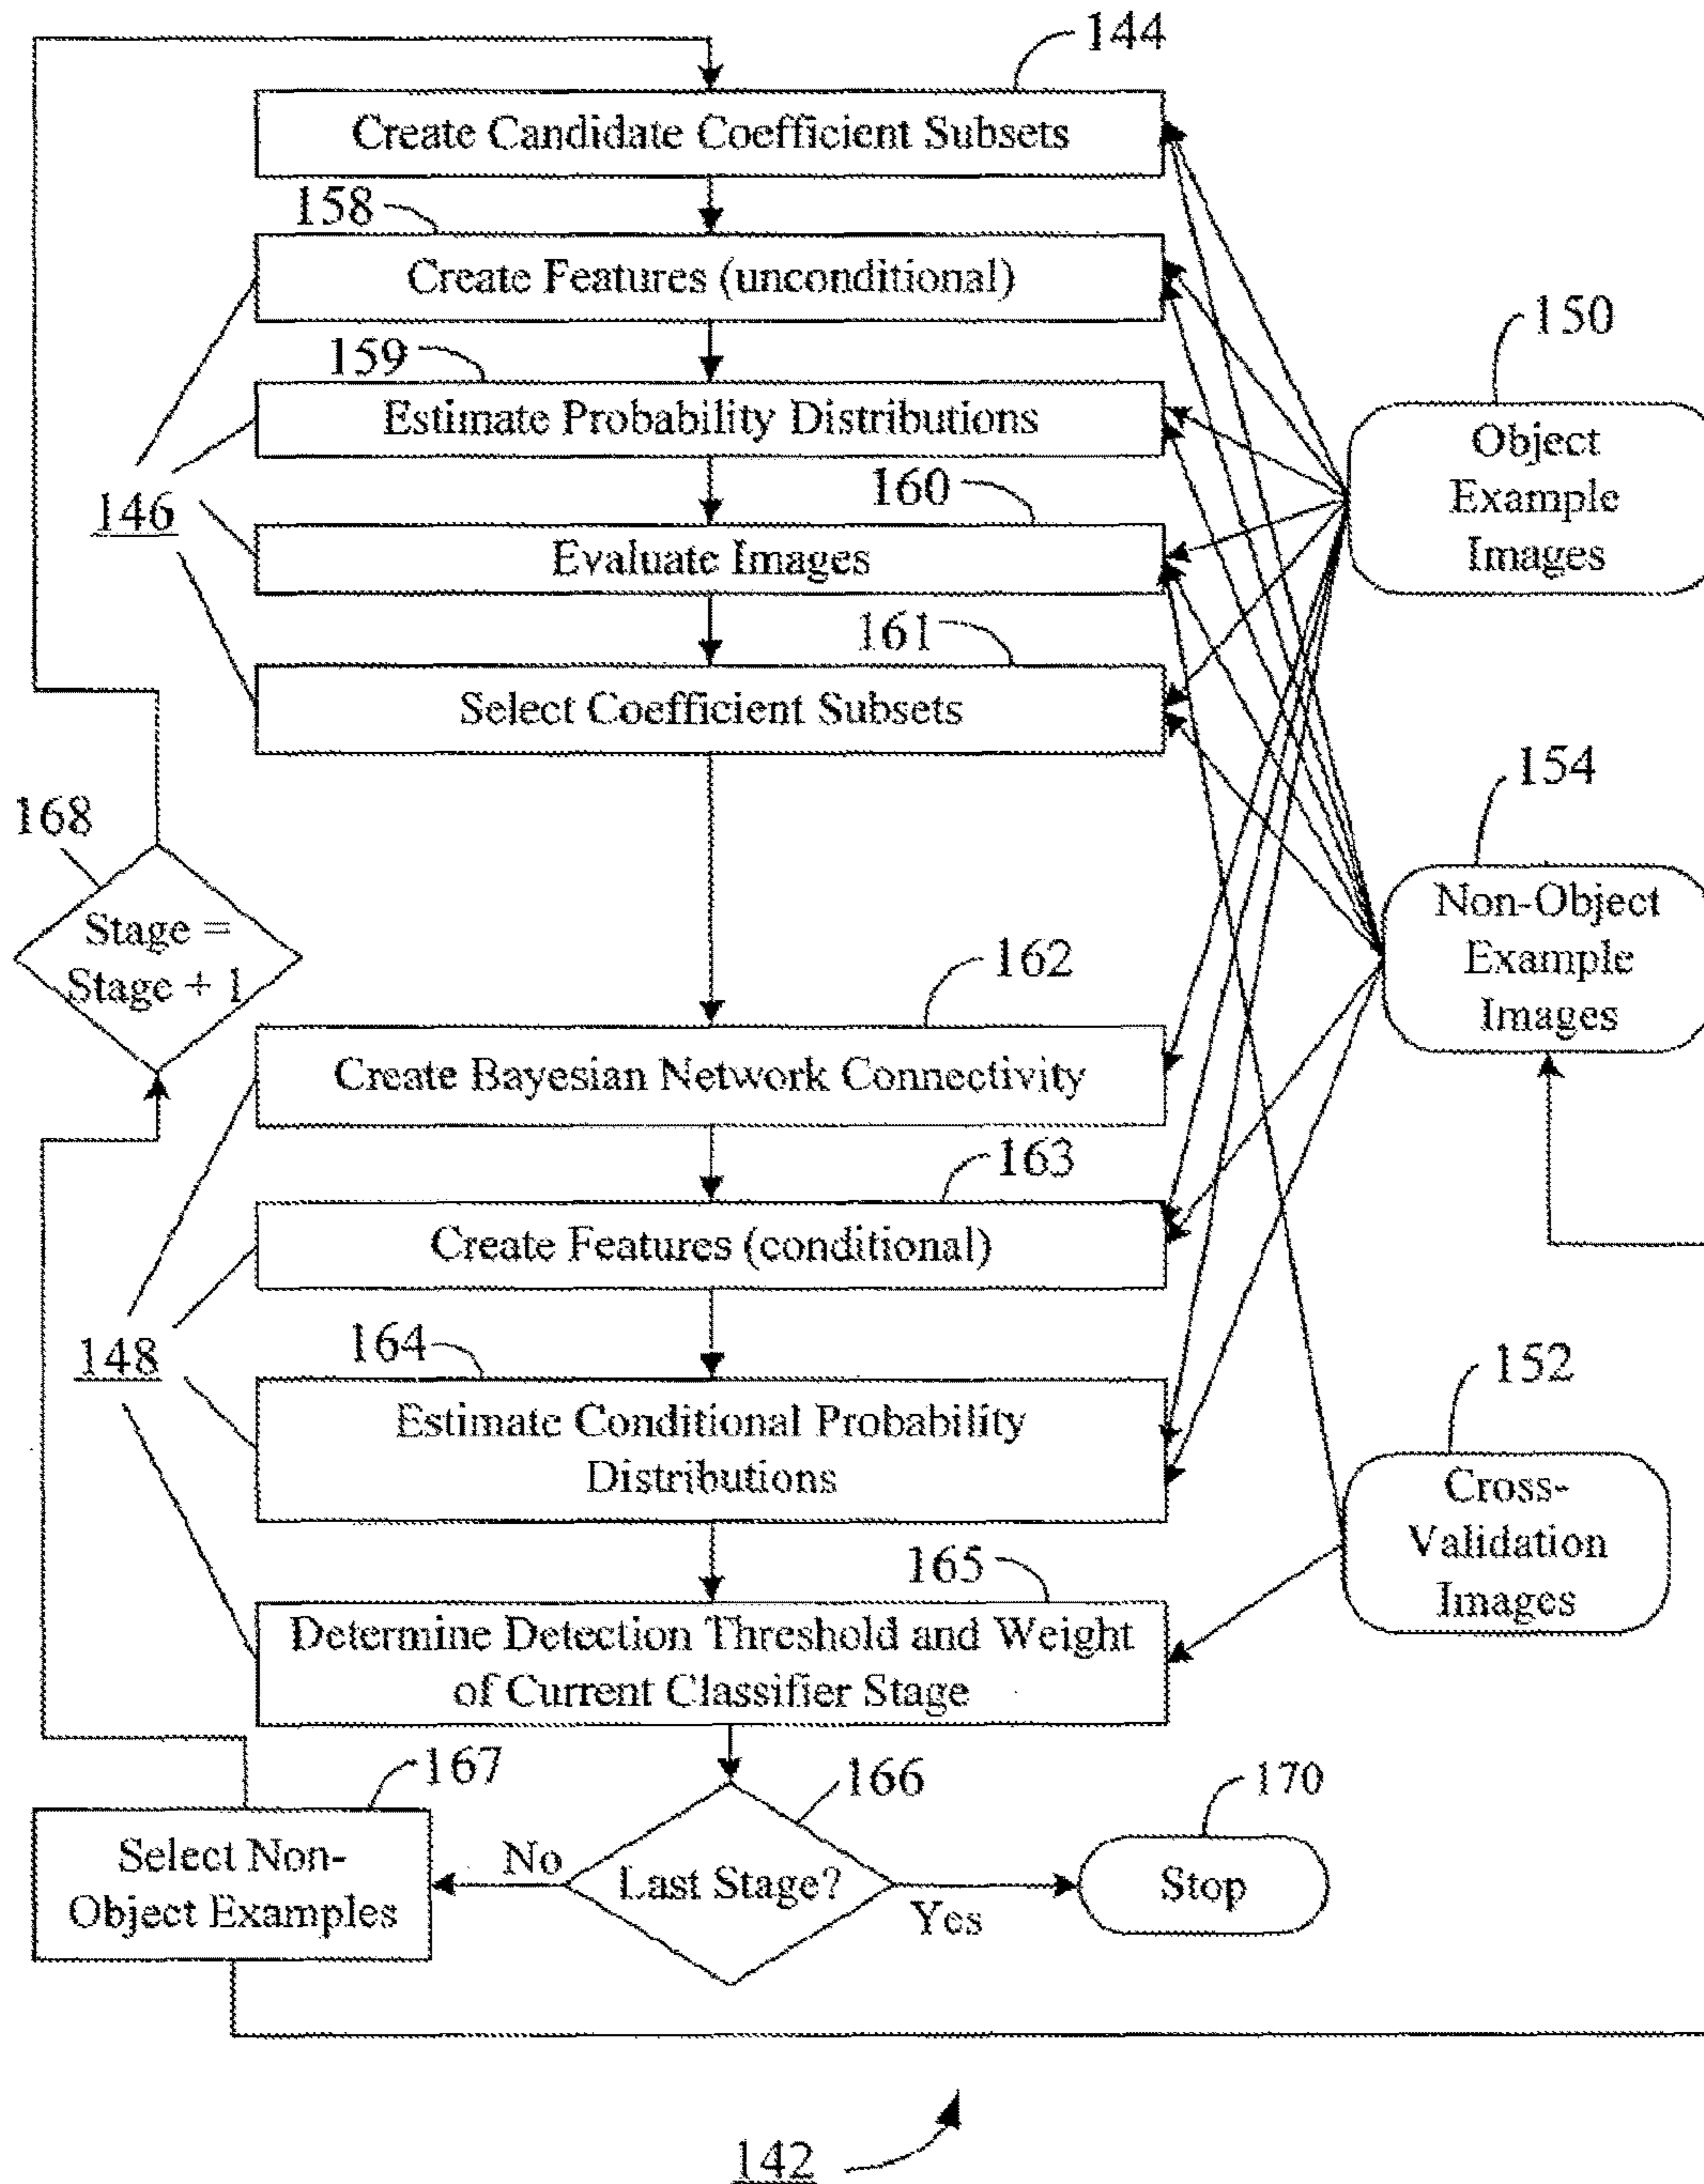 144
Create Candidate Coefficient Subsets
158
Create Features (unconditional)
159
Estimate Probability Distributions
146
160
Evaluate Images
161
Select Coefficient Subsets
150
Object
Example
Images
154
Non-Object
Example
Images
168
Stage =
Stage + 1
162
Create Bayesian Network Connectivity
163
Create Features (conditional)
148
164
Estimate Conditional Probability
Distributions
152
Cross-
Validation
Images
165
Determine Detection Threshold and Weight
of Current Classifier Stage
167
Select Non-
Object Examples
No
166
Last Stage?
Yes
170
Stop
142